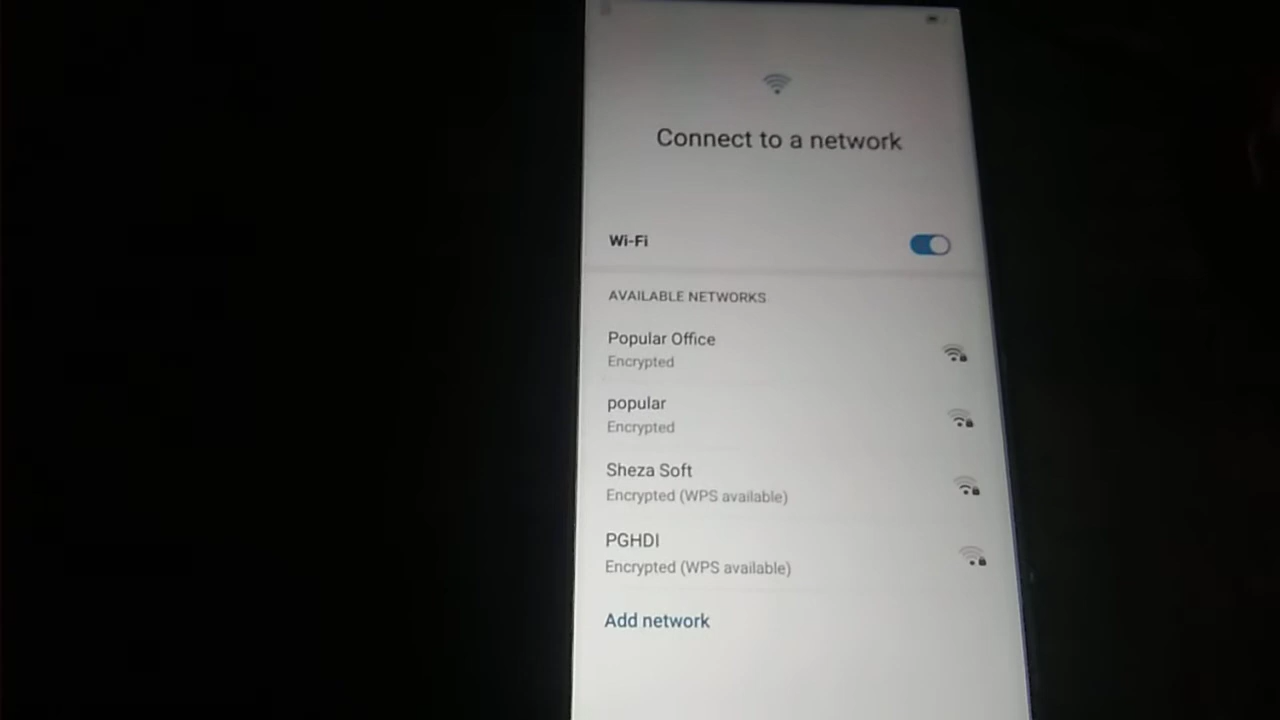 Connect to a network
Wi-Fi
AVAILABLE NETWORKS
Popular Office
Encrypted
popular
Encrypted
Sheza Soft
Encrypted (WPS available)
PGHDI
Encrypted (WPS available)
Add network